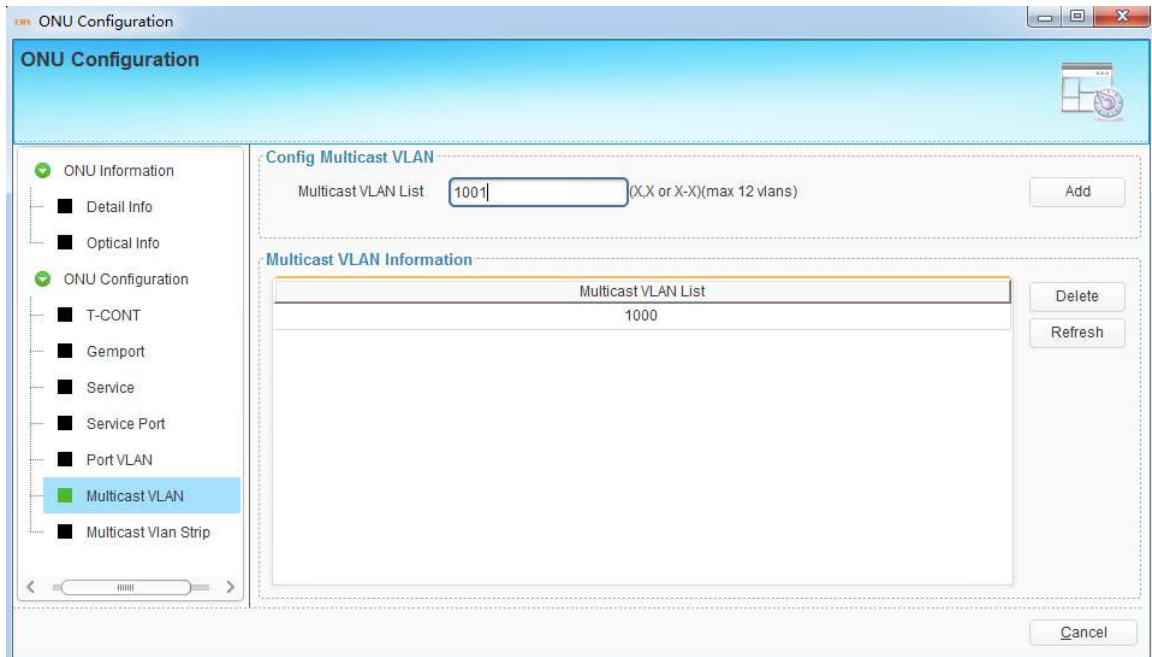 EMS ONU Configuration
ONU Configuration
ONU Information
Detail Info
Optical Info
ONU Configuration
T-CONT
Gemport
Service
Service Port
Port VLAN
Multicast VLAN
Multicast Vlan Strip
Config Multicast VLAN
Multicast VLAN List 1001 (X,X or X-X)(max 12 vlans) Add
Multicast VLAN Information
Multicast VLAN List
1000
Delete
Refresh
Cancel